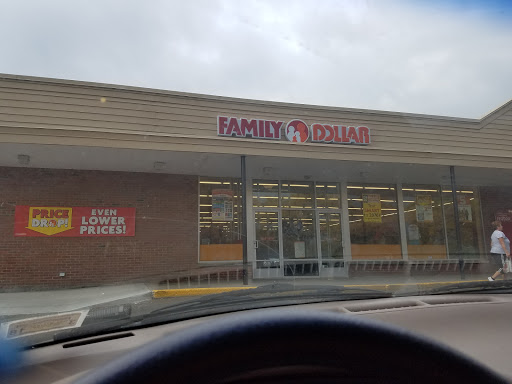 FAMILY DOLLAR
PRICE
DROP!
EVEN
LOWER
PRICES!